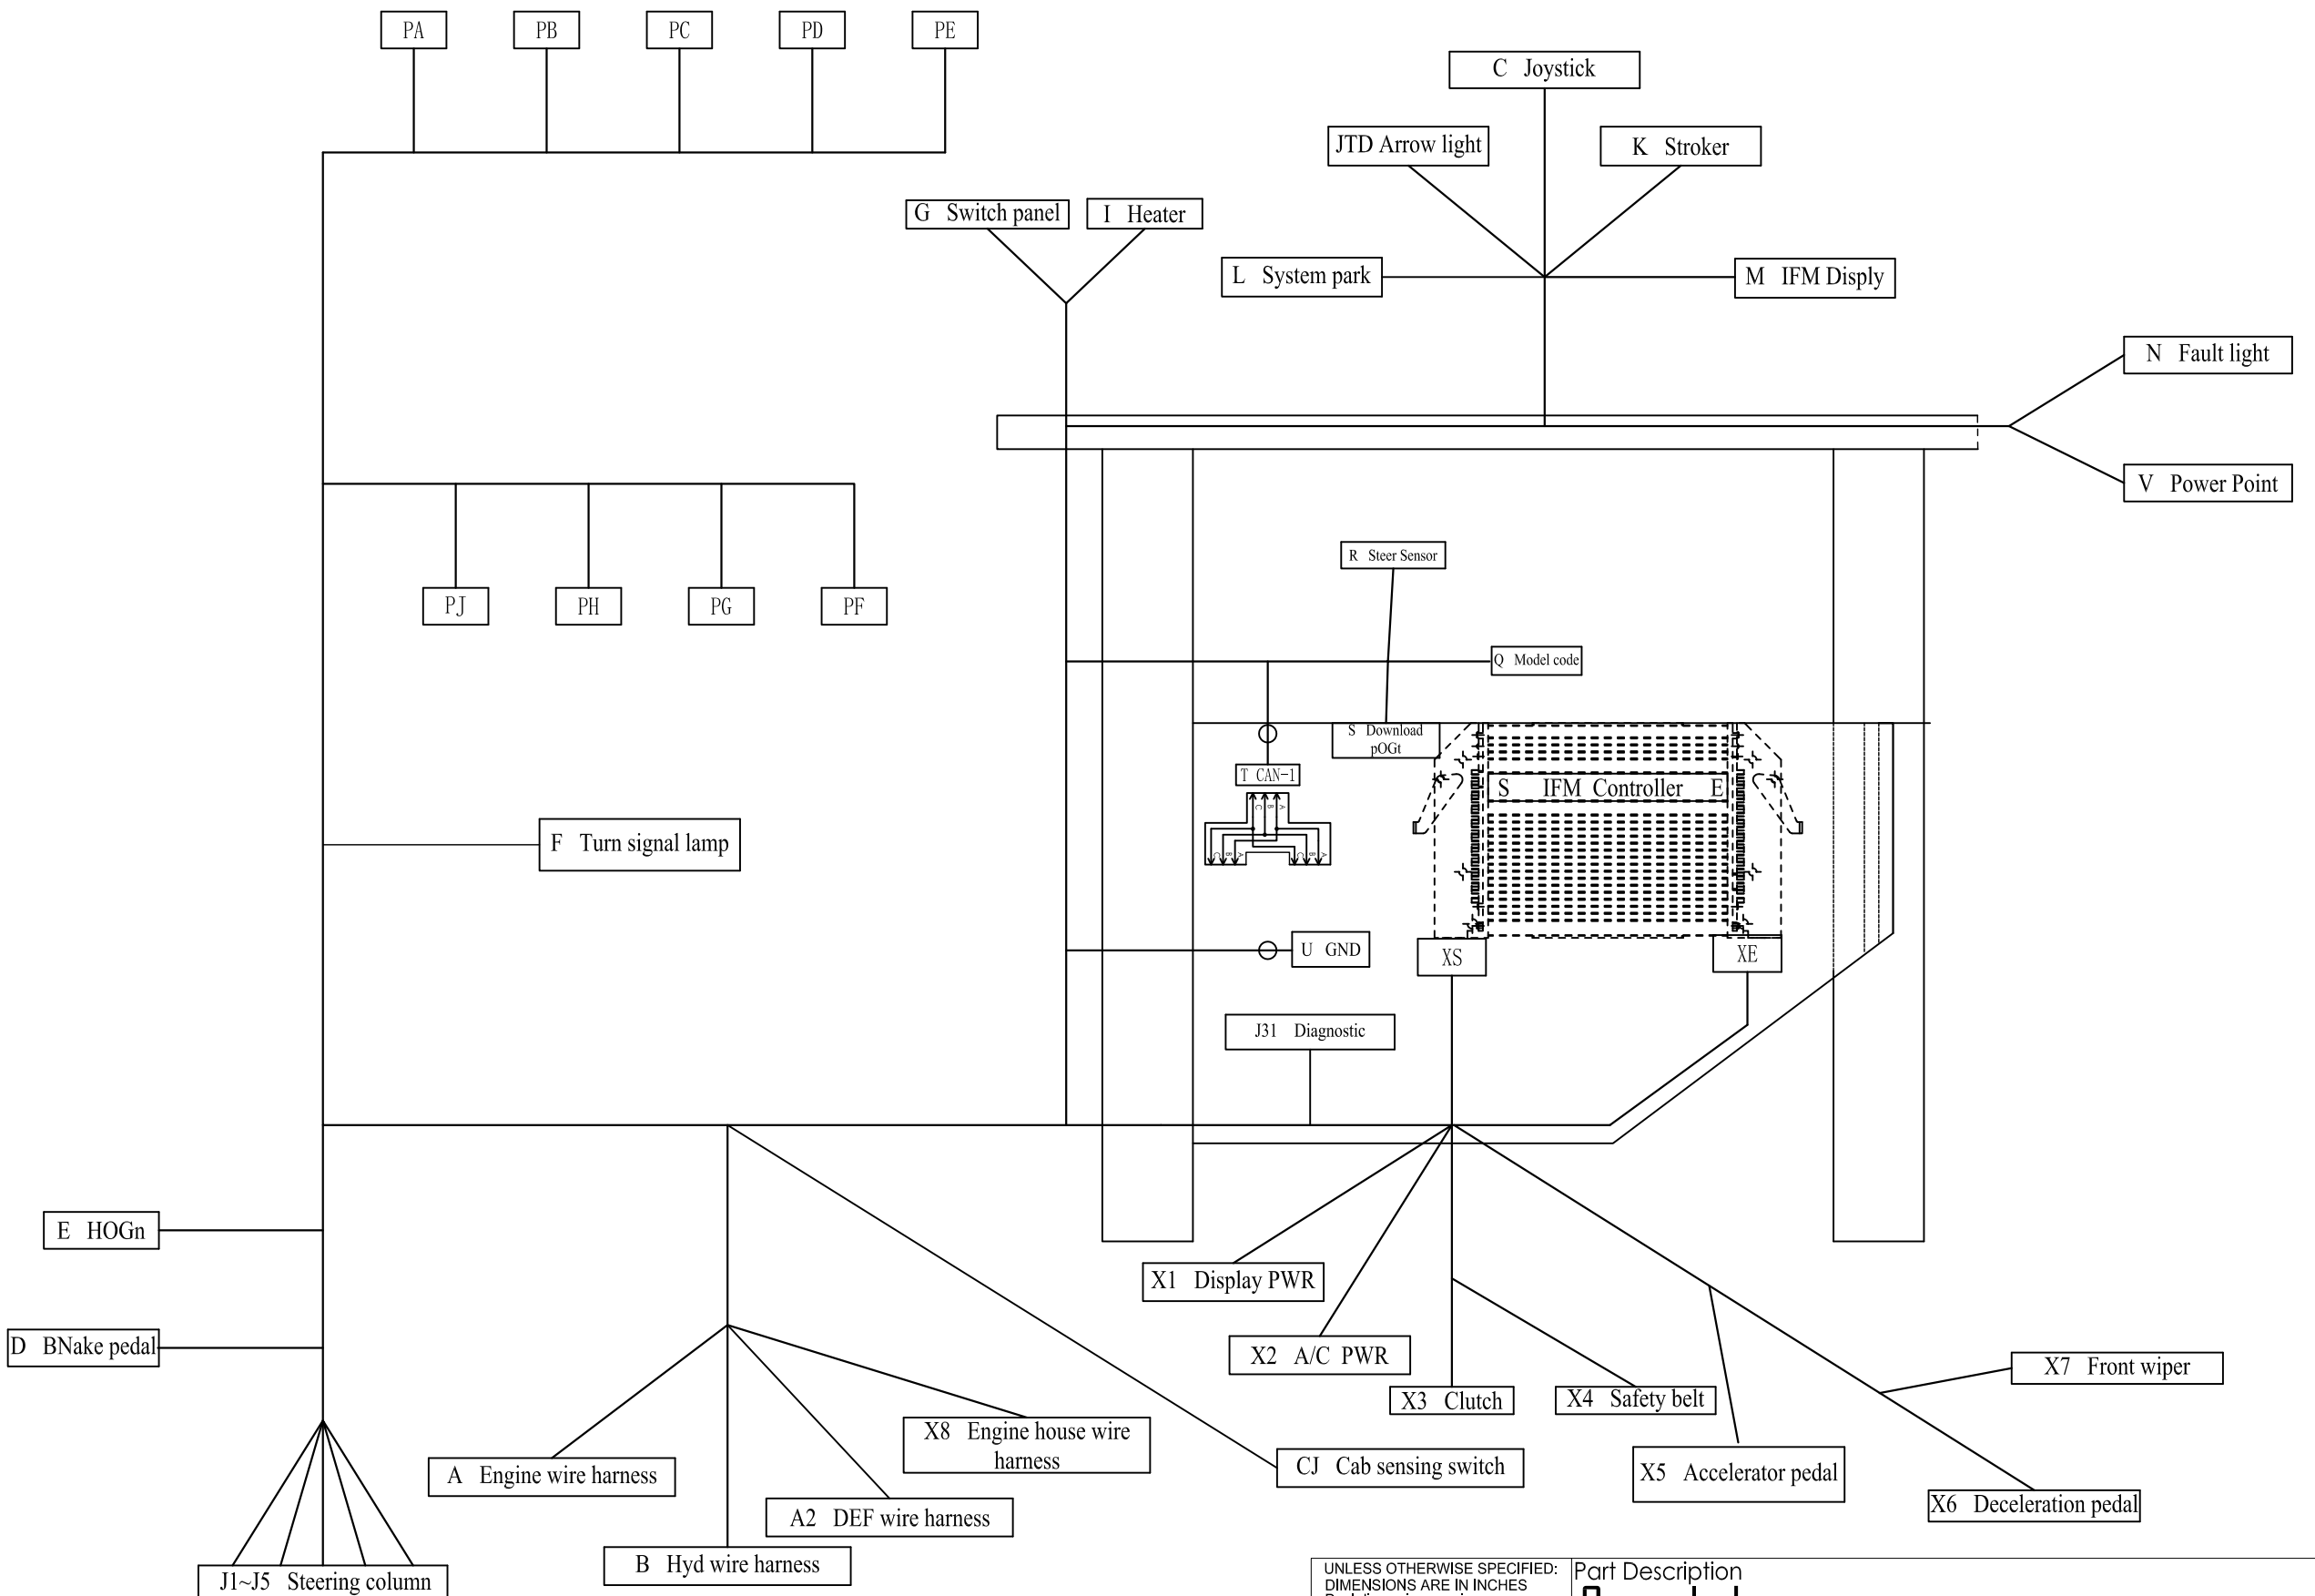 PA PB PC PD PE
C Joystick
JTD Arrow light
K Stroker
G Switch panel
I Heater
L System park
M IFM Disply
N Fault light
V Power Point
R Steer Sensor
PJ PH PG PF
Q Model code
S Download
pOGt
T CAN-1
S IFM Controller E
C B A
C B A
C B A
F Turn signal lamp
U GND
XS
XE
J31 Diagnostic
E HOGn
X1 Display PWR
D BNake pedal
X2 A/C PWR
X7 Front wiper
X3 Clutch
X4 Safety belt
X8 Engine house wire
harness
A Engine wire harness
CJ Cab sensing switch
X5 Accelerator pedal
A2 DEF wire harness
X6 Deceleration pedal
B Hyd wire harness
J1~J5 Steering column
UNLESS OTHERWISE SPECIFIED:
DIMENSIONS ARE IN INCHES
Part Description